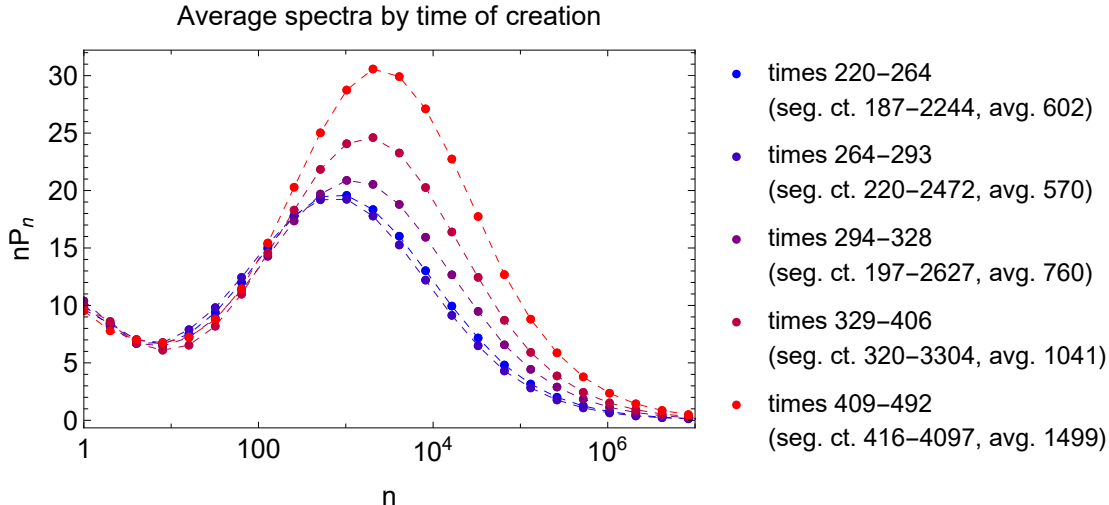 Average spectra by time of creation
30
25
20
15
10
5
0
nPn
1
100
10^4
10^6
n
times 220–264
(seg. ct. 187–2244, avg. 602)
times 264–293
(seg. ct. 220–2472, avg. 570)
times 294–328
(seg. ct. 197–2627, avg. 760)
times 329–406
(seg. ct. 320–3304, avg. 1041)
times 409–492
(seg. ct. 416–4097, avg. 1499)